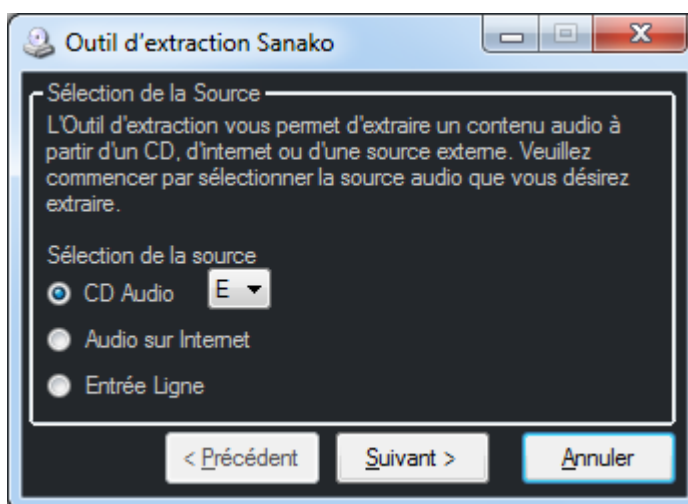 Outil d'extraction Sanako
Sélection de la Source
L'Outil d'extraction vous permet d'extraire un contenu audio à
partir d'un CD, d'internet ou d'une source externe. Veuillez
commencer par sélectionner la source audio que vous désirez
extraire.
Sélection de la source
CD Audio E
Audio sur Internet
Entrée Ligne
< Précédent Suivant > Annuler